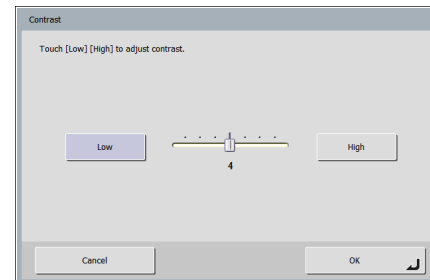 Contrast
Touch [Low] [High] to adjust contrast.
Low
High
4
Cancel
OK